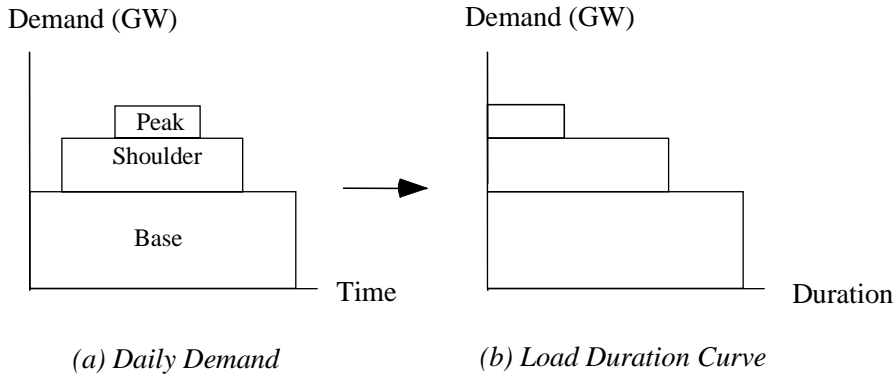 Demand (GW)
Peak
Shoulder
Base
Time
(a) Daily Demand
Demand (GW)
Duration
(b) Load Duration Curve